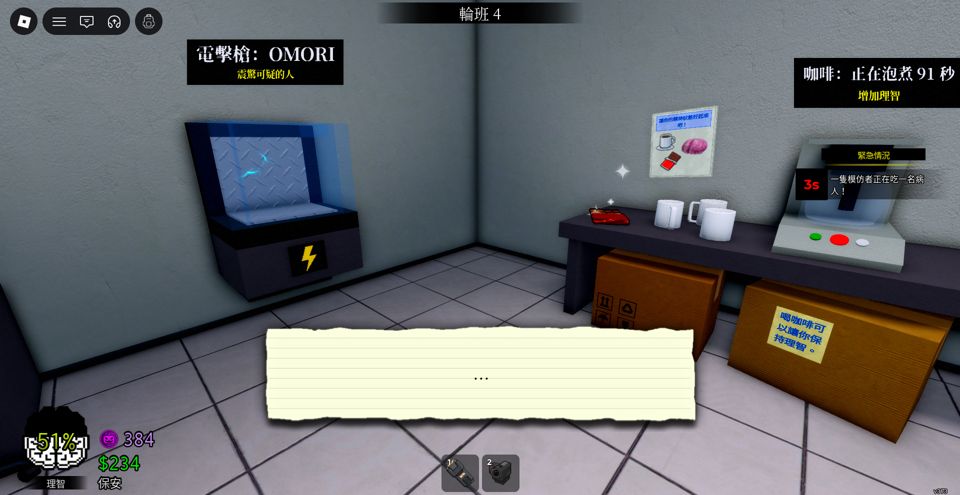 輪班 4
電擊槍: OMORI
震驚可疑的人
咖啡: 正在泡煮 91 秒
增加理智
緊急情況
3s
一隻模仿者正在吃一名病
人！
喝咖啡可
以讓你保
持理智。
...
51%
384
$234
理智
保安
1
2